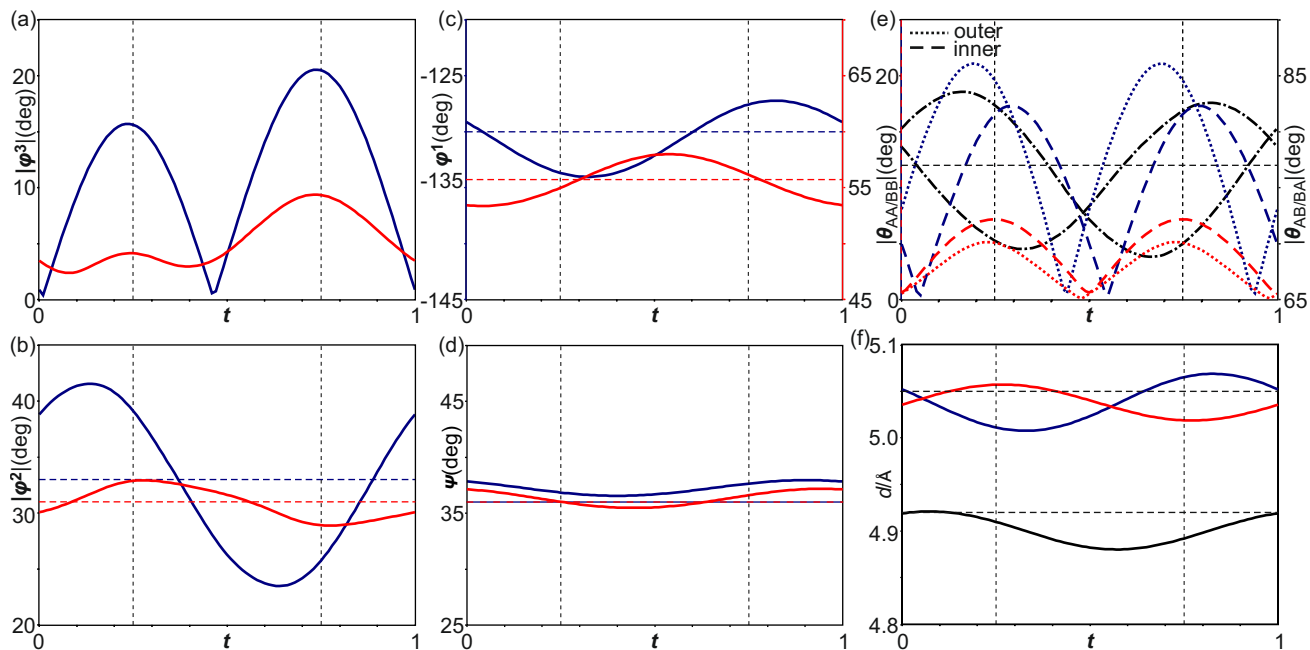 (a)
20
10
0
|φ³|(deg)
0
t
1
(c)
-125
-135
-145
φ¹(deg)
65
55
45
0
t
1
(e)
outer
inner
20
10
0
|θAA/BB|(deg)
85
75
65
|θAB/BA|(deg)
0
t
1
(b)
40
30
20
|φ²|(deg)
0
t
1
(d)
45
35
25
ψ(deg)
0
t
1
(f)
5.1
5.0
4.9
4.8
d/Å
0
t
1